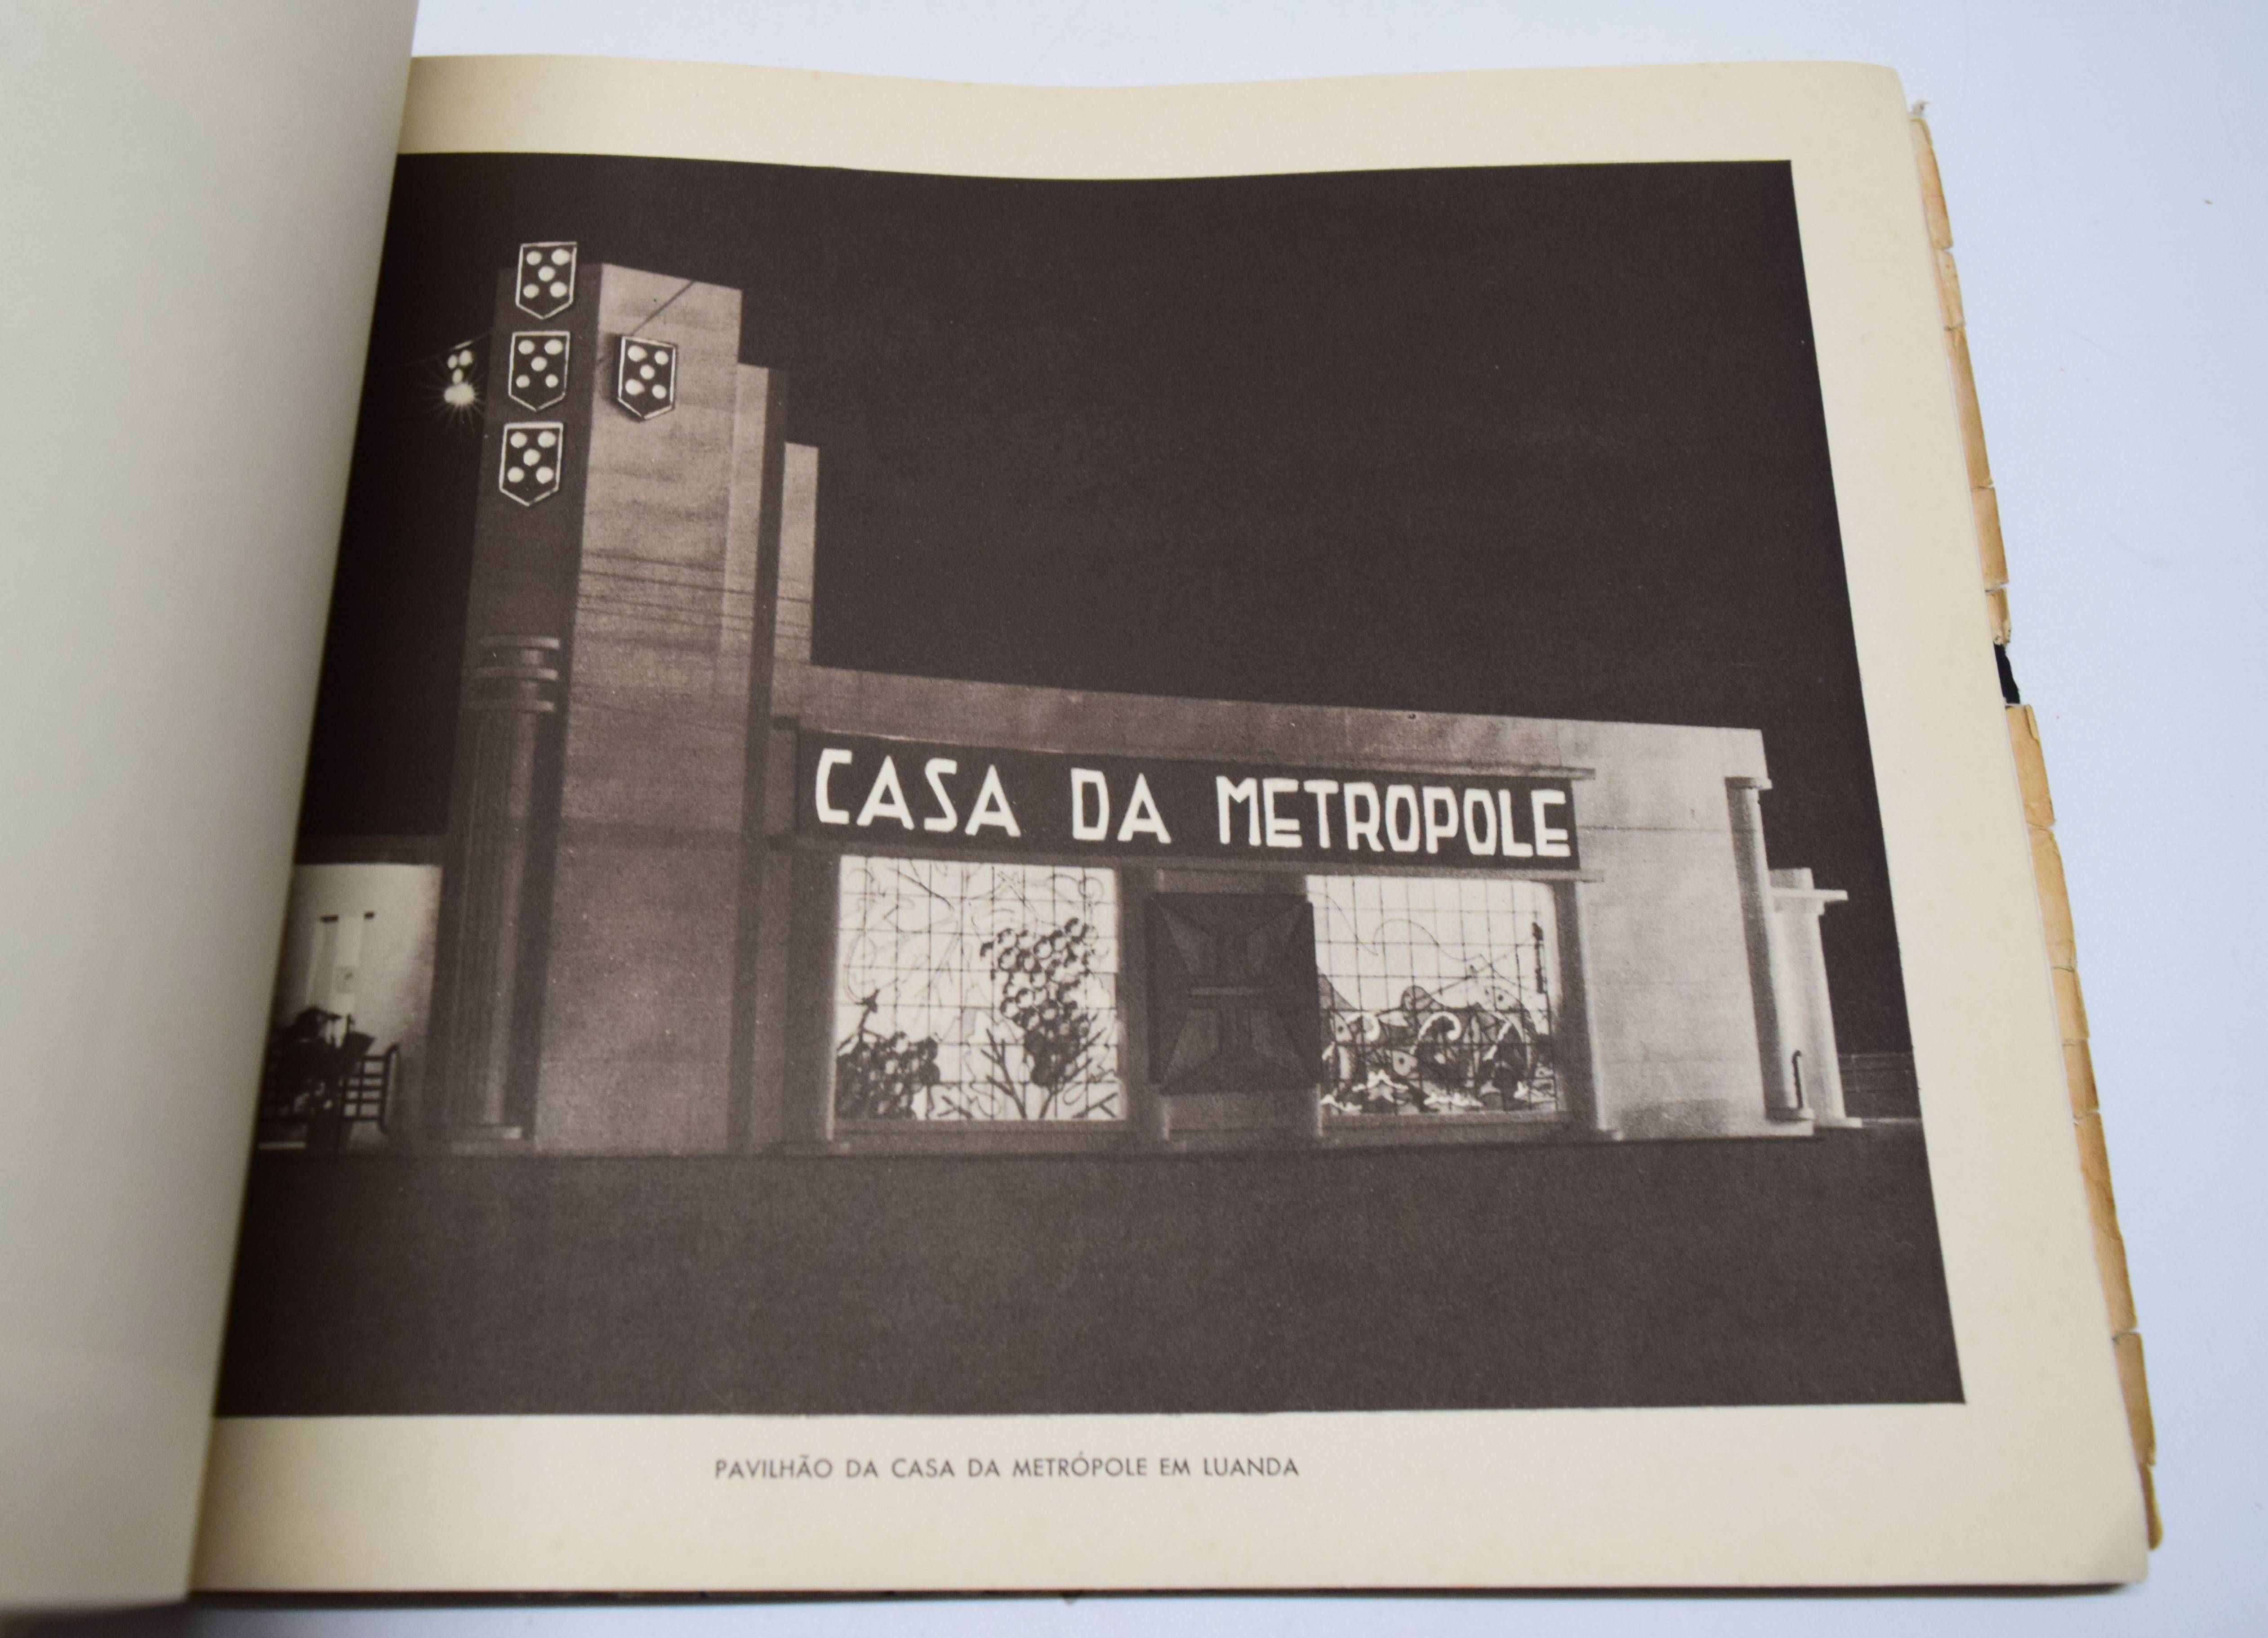 CASA DA METROPOLE
PAVILHÃO DA CASA DA METRÓPOLE EM LUANDA